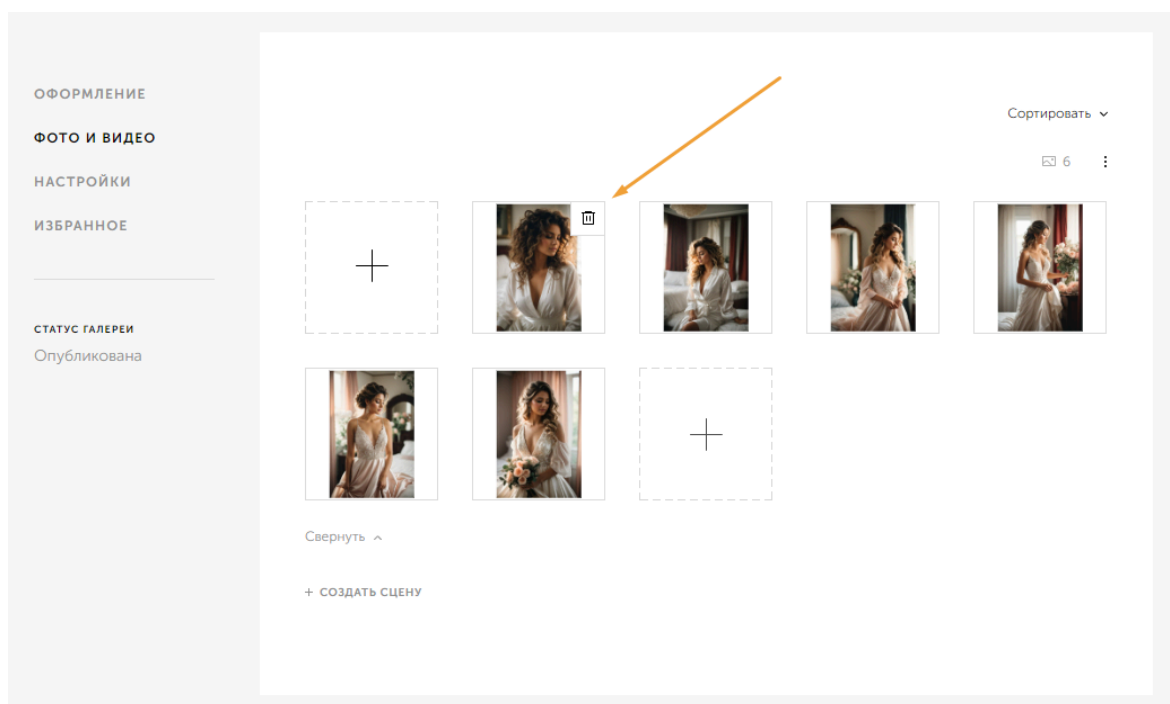 ОФОРМЛЕНИЕ
ФОТО И ВИДЕО
НАСТРОЙКИ
ИЗБРАННОЕ
СТАТУС ГАЛЕРЕИ
Опубликована
Сортировать
6
Свернуть
+ СОЗДАТЬ СЦЕНУ